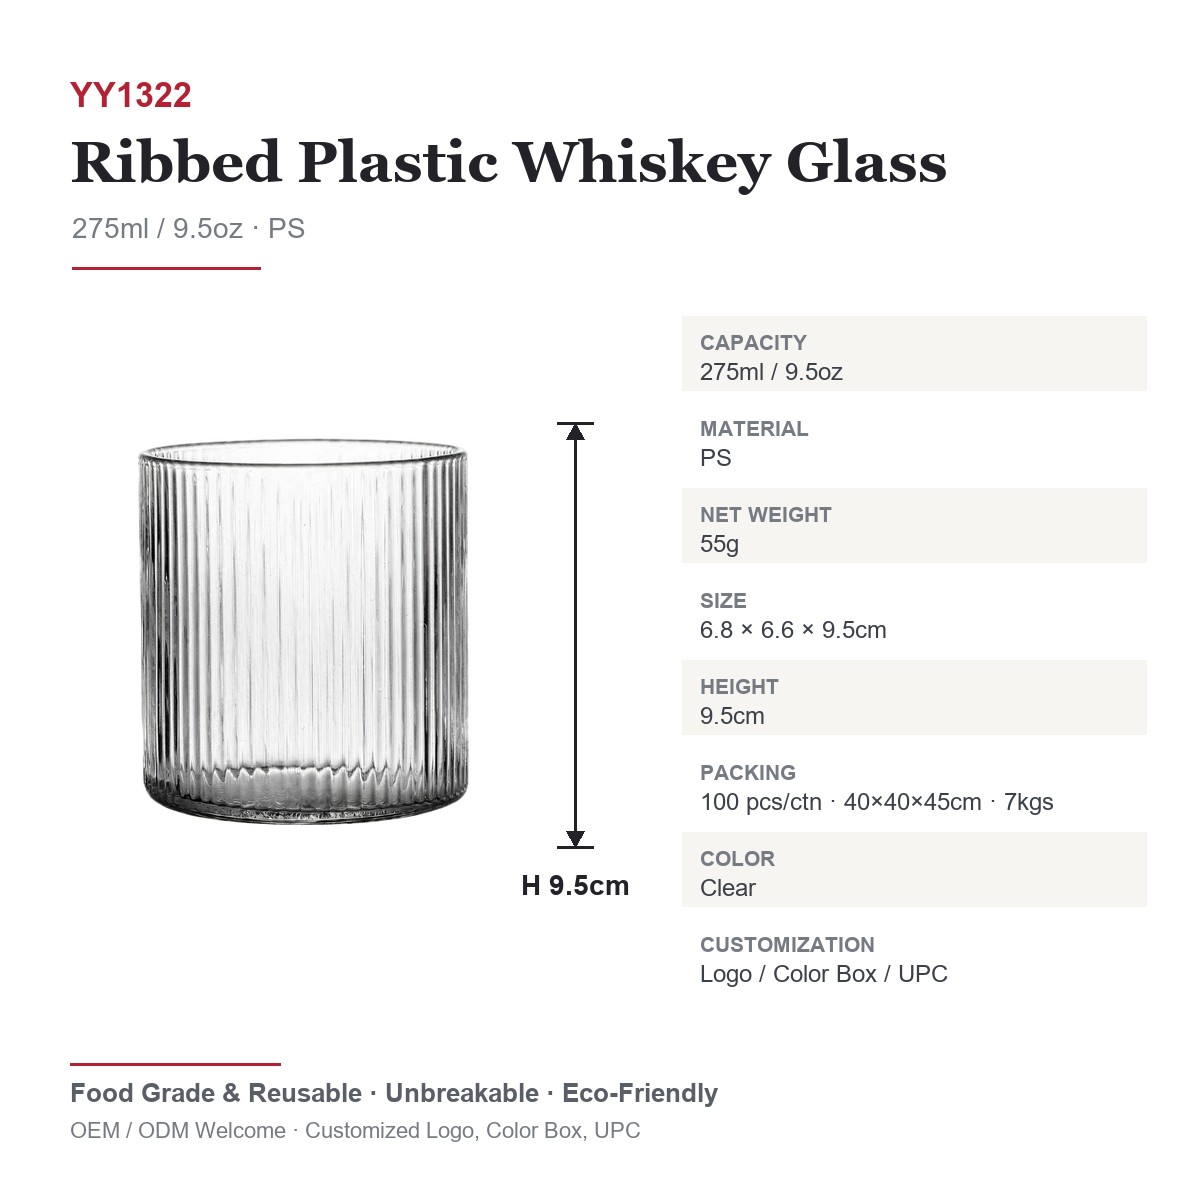 YY1322
Ribbed Plastic Whiskey Glass
275ml / 9.5oz · PS
CAPACITY
275ml / 9.5oz
MATERIAL
PS
NET WEIGHT
55g
SIZE
6.8 × 6.6 × 9.5cm
HEIGHT
9.5cm
PACKING
100 pcs/ctn · 40×40×45cm · 7kgs
COLOR
Clear
CUSTOMIZATION
Logo / Color Box / UPC
H 9.5cm
Food Grade & Reusable · Unbreakable · Eco-Friendly
OEM / ODM Welcome · Customized Logo, Color Box, UPC